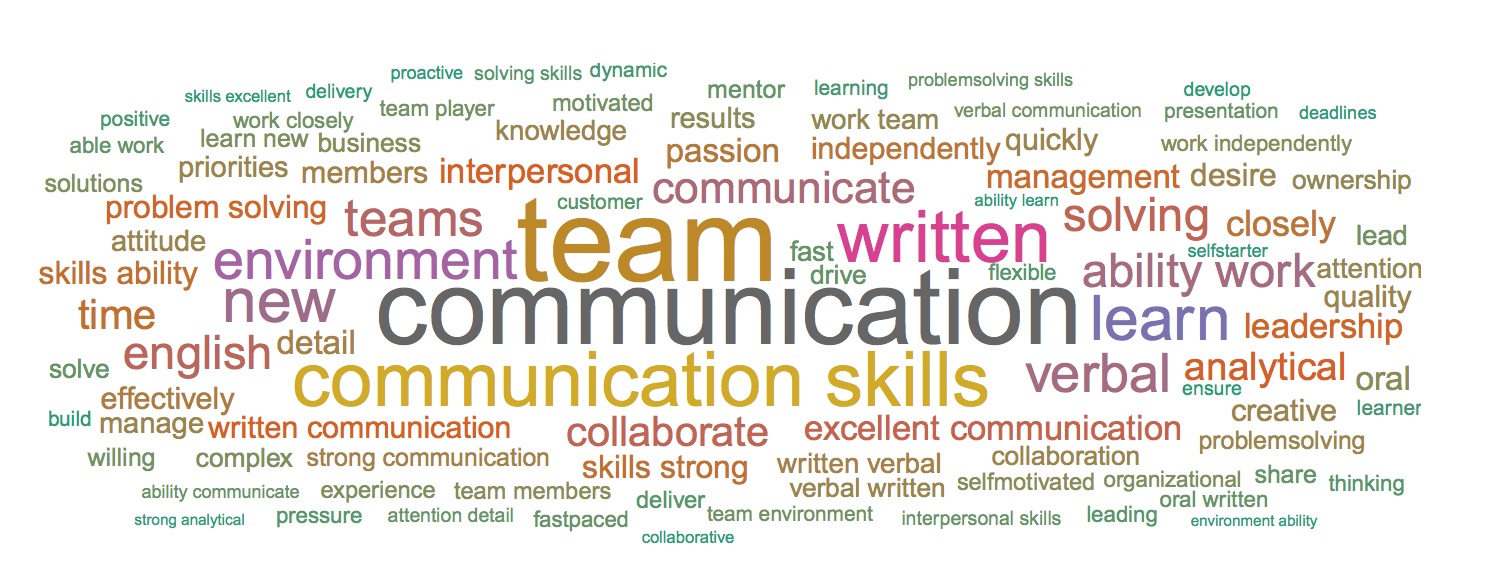 proactive solving skills dynamic
skills excellent delivery team player motivated mentor learning problemsolving skills develop
positive work closely knowledge results work team verbal communication presentation deadlines
able work learn new business passion independently quickly work independently
priorities members interpersonal communicate management desire ownership
solutions customer ability learn
problem solving teams team written solving closely lead
attitude environment fast selfstarter
skills ability drive flexible ability work attention
time new communication learn leadership quality
english detail
solve communication skills verbal analytical oral
effectively ensure creative learner
build manage written communication collaborate excellent communication problemsolving
willing complex strong communication skills strong written verbal collaboration
ability communicate experience team members deliver verbal written selfmotivated organizational share thinking
strong analytical pressure attention detail fastpaced team environment interpersonal skills leading oral written
environment ability
collaborative